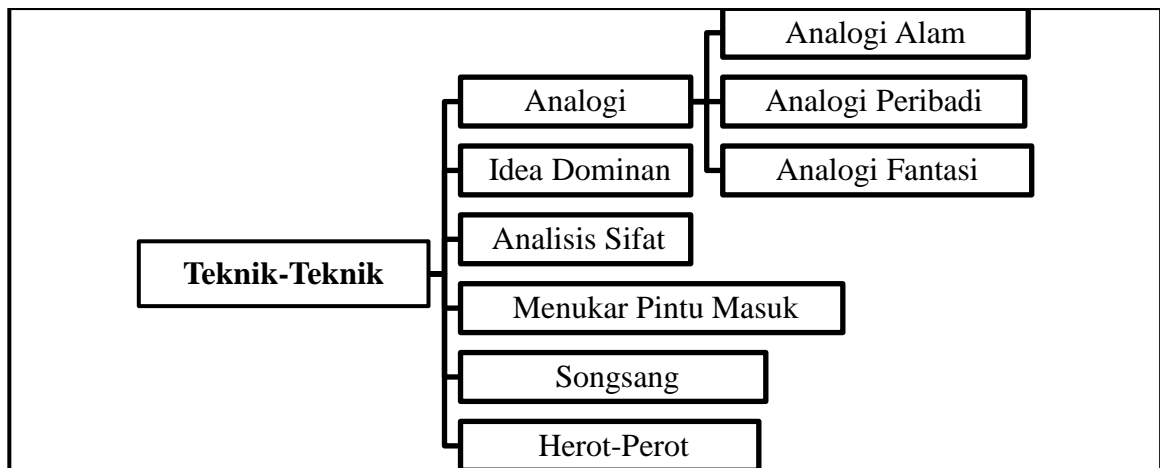 Teknik-Teknik
Analogi
Analogi Alam
Analogi Peribadi
Analogi Fantasi
Idea Dominan
Analisis Sifat
Menukar Pintu Masuk
Songsang
Herot-Perot